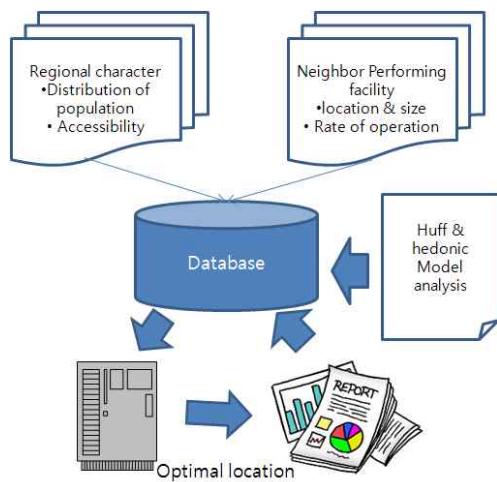 Regional character
•Distribution of
population
• Accessibility
Neighbor Performing
facility
•location & size
• Rate of operation
Database
Huff &
hedonic
Model
analysis
REPORT
Optimal location